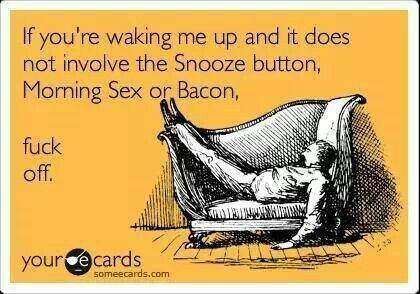 If you're waking me up and it does
not involve the Snooze button,
Morning Sex or Bacon,
fuck
off.
your e cards
someecards.com